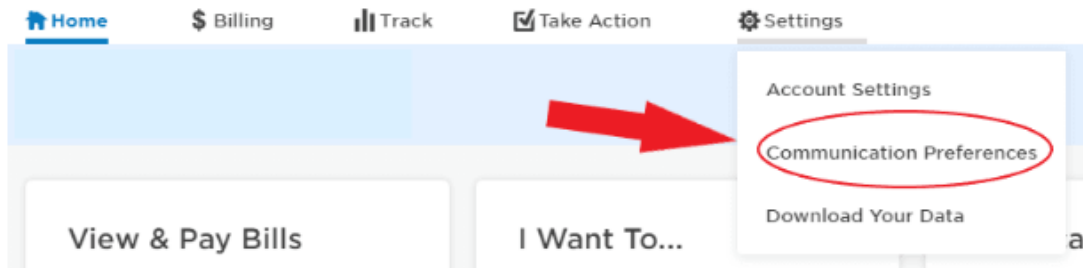 Home $ Billing Track Take Action Settings
Account Settings
Communication Preferences
Download Your Data
View & Pay Bills
I Want To...